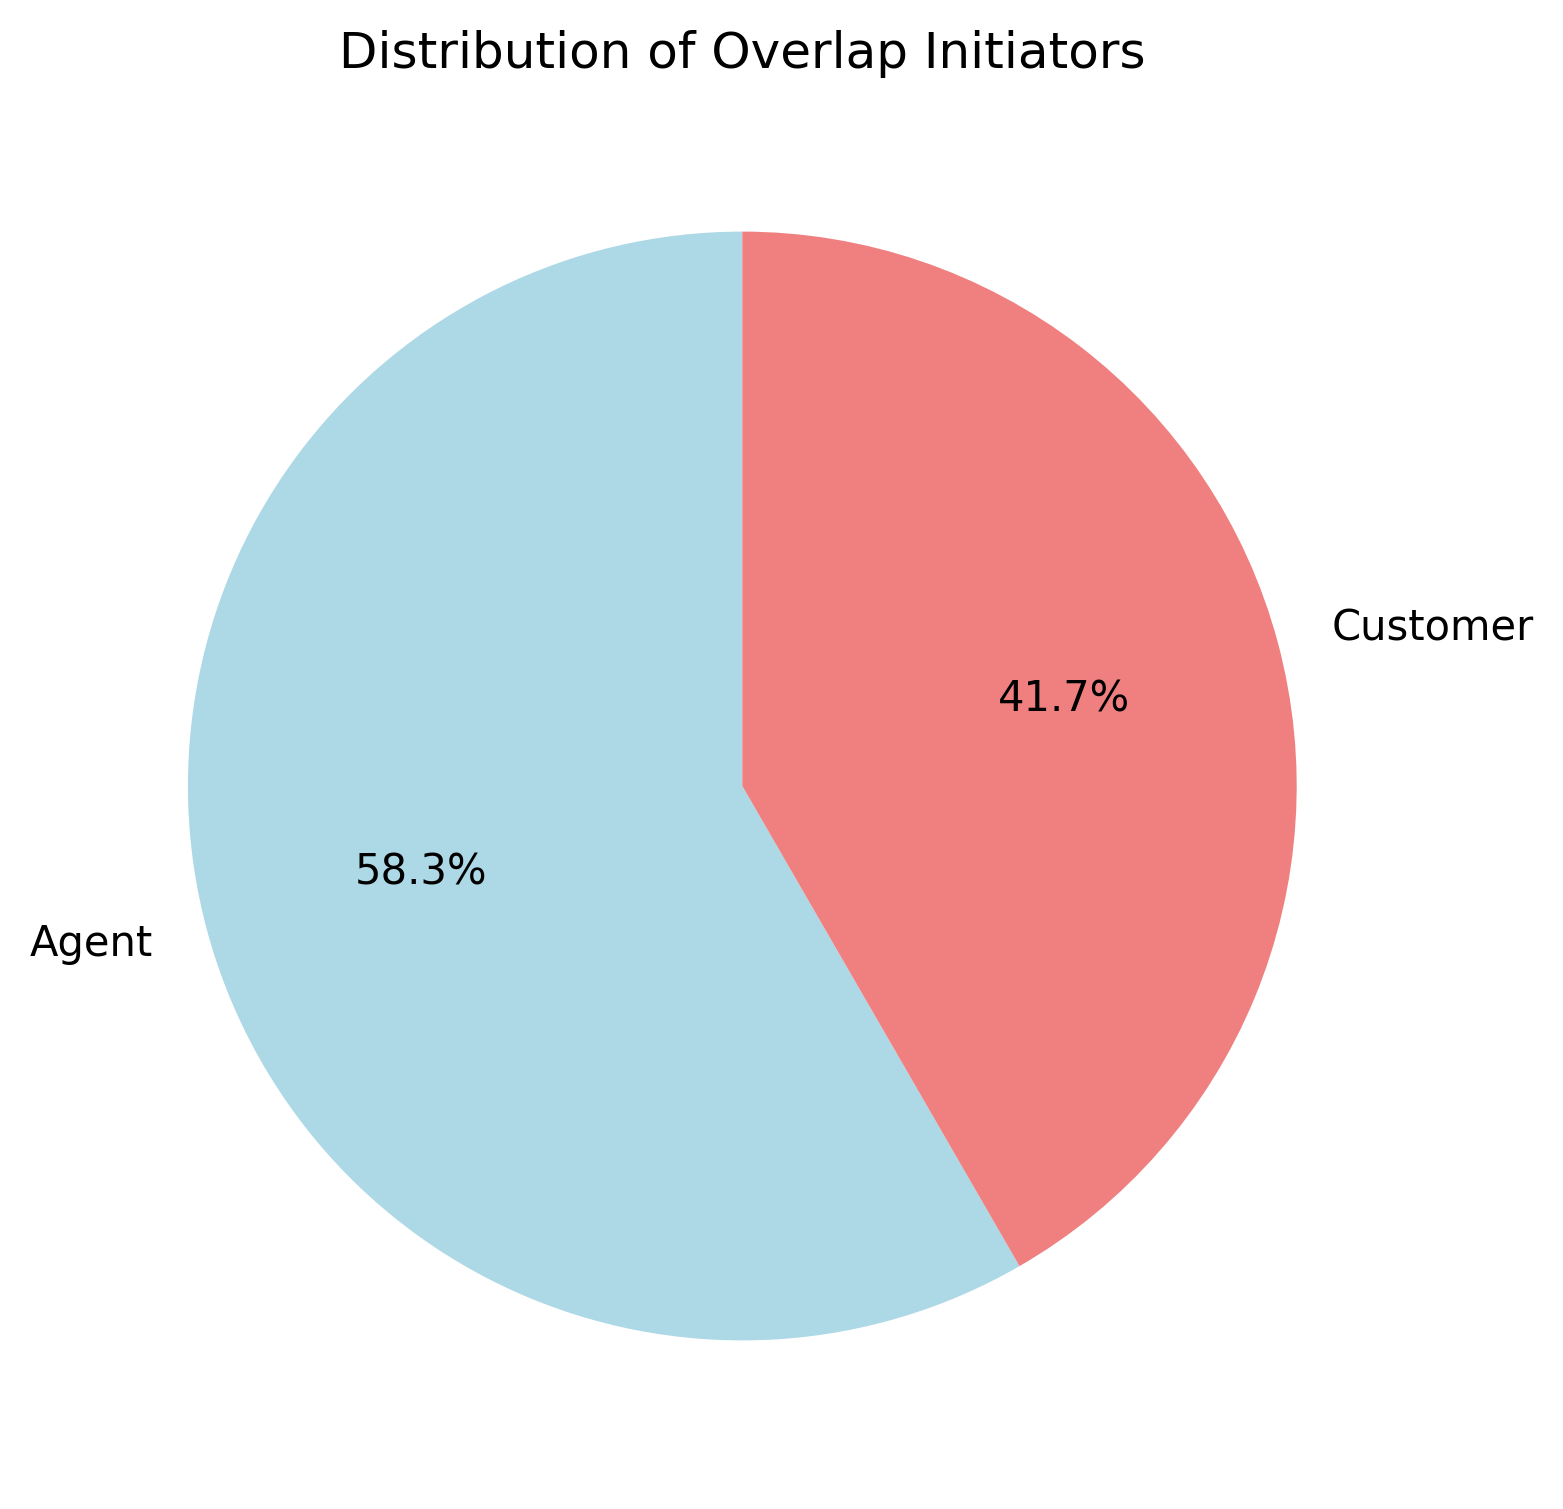 Distribution of Overlap Initiators
Customer
41.7%
58.3%
Agent